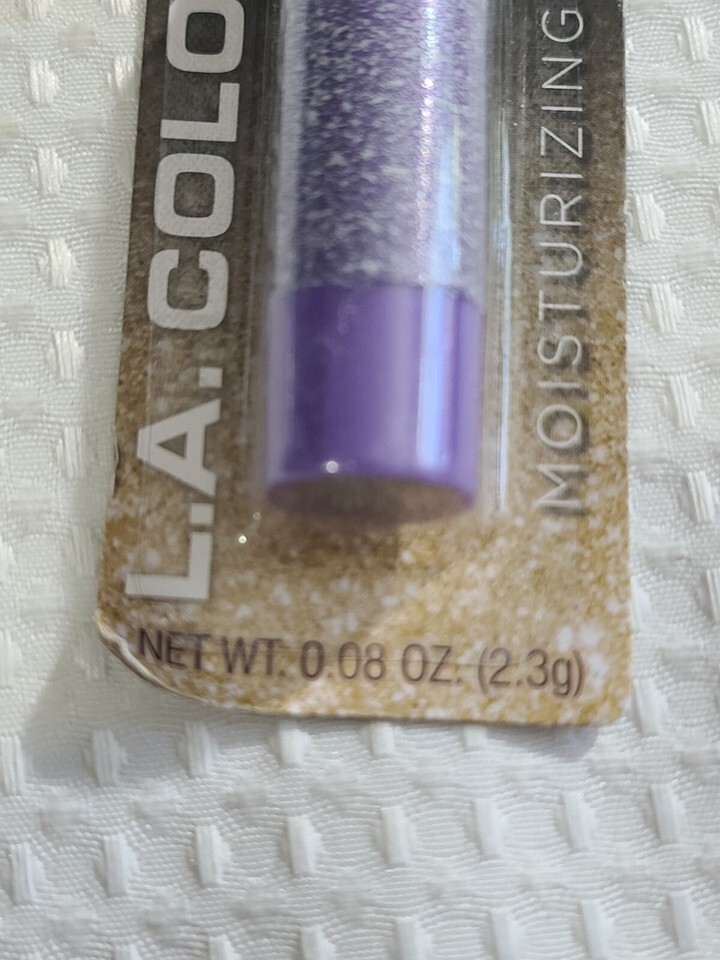 L.A. COLO
MOISTURIZING
NET WT. 0.08 OZ. (2.3g)